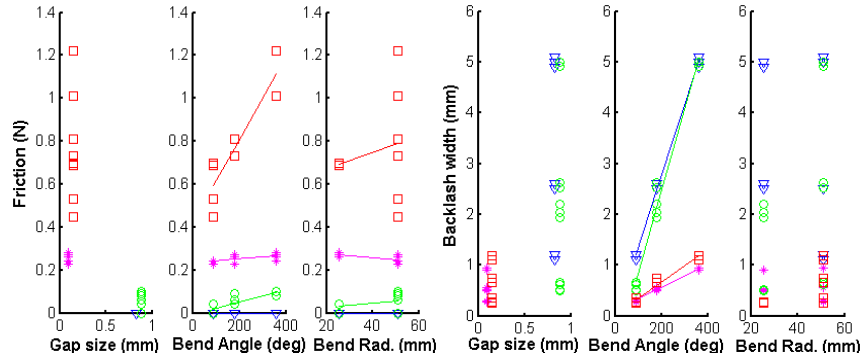 1.4 1.4 1.4 6 6 6
1.2 1.2 1.2
5 5 5
1 1 1
4 4 4
0.8 0.8 0.8
3 3 3
0.6 0.6 0.6
2 2 2
0.4 0.4 0.4
0.2 0.2 0.2 1 1 1
0 0 0 0 0 0
0 0.5 1 0 200 400 20 40 60 0 0.5 1 0 200 400 20 40 60
Friction (N)
Gap size (mm) Bend Angle (deg) Bend Rad. (mm)
Backlash width (mm)
Gap size (mm) Bend Angle (deg) Bend Rad. (mm)